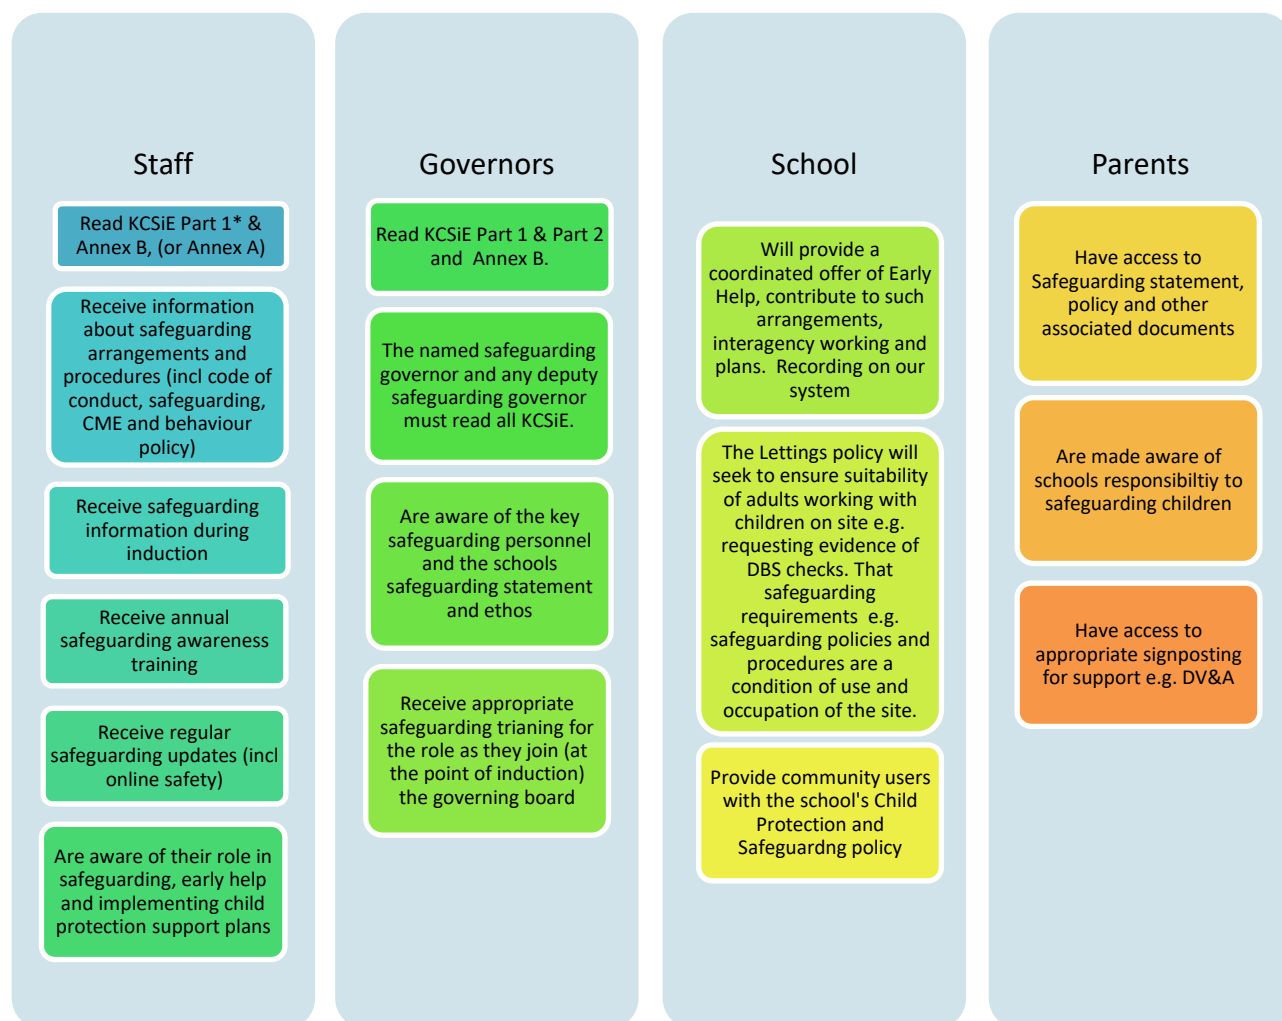 Staff
Read KCSiE Part 1* &
Annex B, (or Annex A)
Receive information
about safeguarding
arrangements and
procedures (incl code of
conduct, safeguarding,
CME and behaviour
policy)
Receive safeguarding
information during
induction
Receive annual
safeguarding awareness
training
Receive regular
safeguarding updates (incl
online safety)
Are aware of their role in
safeguarding, early help
and implementing child
protection support plans
Governors
Read KCSiE Part 1 & Part 2
and Annex B.
The named safeguarding
governor and any deputy
safeguarding governor
must read all KCSiE.
Are aware of the key
safeguarding personnel
and the schools
safeguarding statement
and ethos
Receive appropriate
safeguarding trianing for
the role as they join (at
the point of induction)
the governing board
School
Will provide a
coordinated offer of Early
Help, contribute to such
arrangements,
interagency working and
plans. Recording on our
system
The Lettings policy will
seek to ensure suitability
of adults working with
children on site e.g.
requesting evidence of
DBS checks. That
safeguarding
requirements e.g.
safeguarding policies and
procedures are a
condition of use and
occupation of the site.
Provide community users
with the school's Child
Protection and
Safeguardng policy
Parents
Have access to
Safeguarding statement,
policy and other
associated documents
Are made aware of
schools responsibiltiy to
safeguarding children
Have access to
appropriate signposting
for support e.g. DV&A